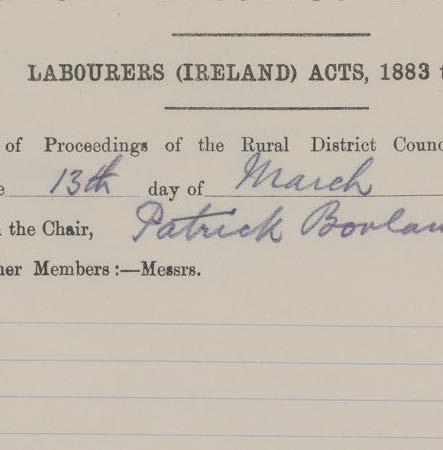 LABOURERS (IRELAND) ACTS, 1883 t
of Proceedings of the Rural District Counc
e 13th day of March
n the Chair, Patrick
her Members :—Messrs.